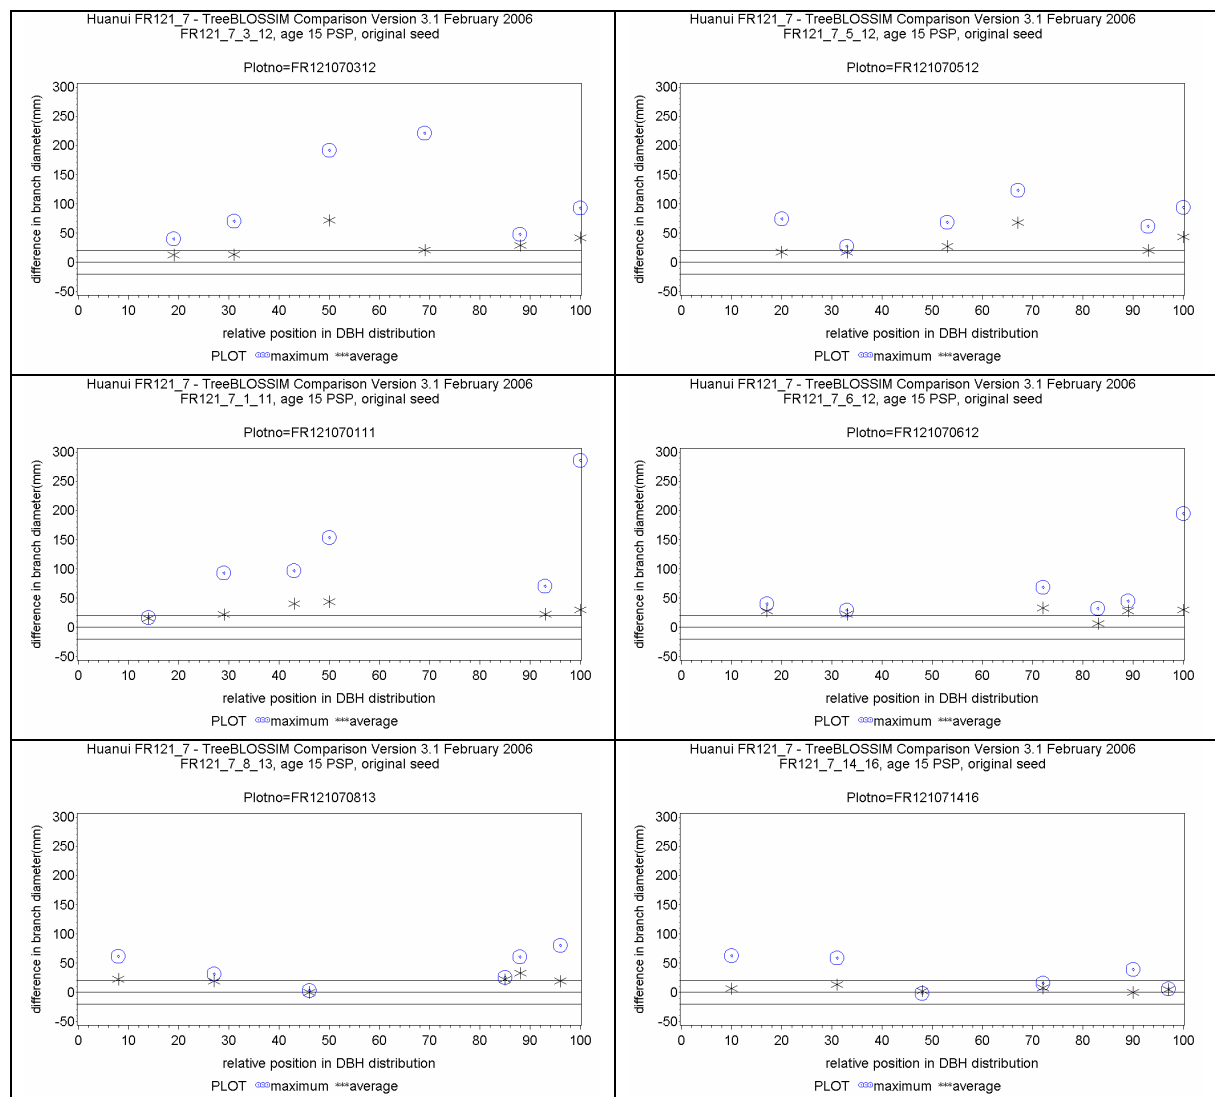 Huanui FR121_7 - TreeBLOSSIM Comparison Version 3.1 February 2006
FR121_7_3_12, age 15 PSP, original seed
Plotno=FR121070312
difference in branch diameter(mm)
300
250
200
150
100
50
0
-50
0 10 20 30 40 50 60 70 80 90 100
relative position in DBH distribution
PLOT maximum ***average
Huanui FR121_7 - TreeBLOSSIM Comparison Version 3.1 February 2006
FR121_7_5_12, age 15 PSP, original seed
Plotno=FR121070512
difference in branch diameter(mm)
300
250
200
150
100
50
0
-50
0 10 20 30 40 50 60 70 80 90 100
relative position in DBH distribution
PLOT maximum ***average
Huanui FR121_7 - TreeBLOSSIM Comparison Version 3.1 February 2006
FR121_7_1_11, age 15 PSP, original seed
Plotno=FR121070111
difference in branch diameter(mm)
300
250
200
150
100
50
0
-50
0 10 20 30 40 50 60 70 80 90 100
relative position in DBH distribution
PLOT maximum ***average
Huanui FR121_7 - TreeBLOSSIM Comparison Version 3.1 February 2006
FR121_7_6_12, age 15 PSP, original seed
Plotno=FR121070612
difference in branch diameter(mm)
300
250
200
150
100
50
0
-50
0 10 20 30 40 50 60 70 80 90 100
relative position in DBH distribution
PLOT maximum ***average
Huanui FR121_7 - TreeBLOSSIM Comparison Version 3.1 February 2006
FR121_7_8_13, age 15 PSP, original seed
Plotno=FR121070813
difference in branch diameter(mm)
300
250
200
150
100
50
0
-50
0 10 20 30 40 50 60 70 80 90 100
relative position in DBH distribution
PLOT maximum ***average
Huanui FR121_7 - TreeBLOSSIM Comparison Version 3.1 February 2006
FR121_7_14_16, age 15 PSP, original seed
Plotno=FR121071416
difference in branch diameter(mm)
300
250
200
150
100
50
0
-50
0 10 20 30 40 50 60 70 80 90 100
relative position in DBH distribution
PLOT maximum ***average